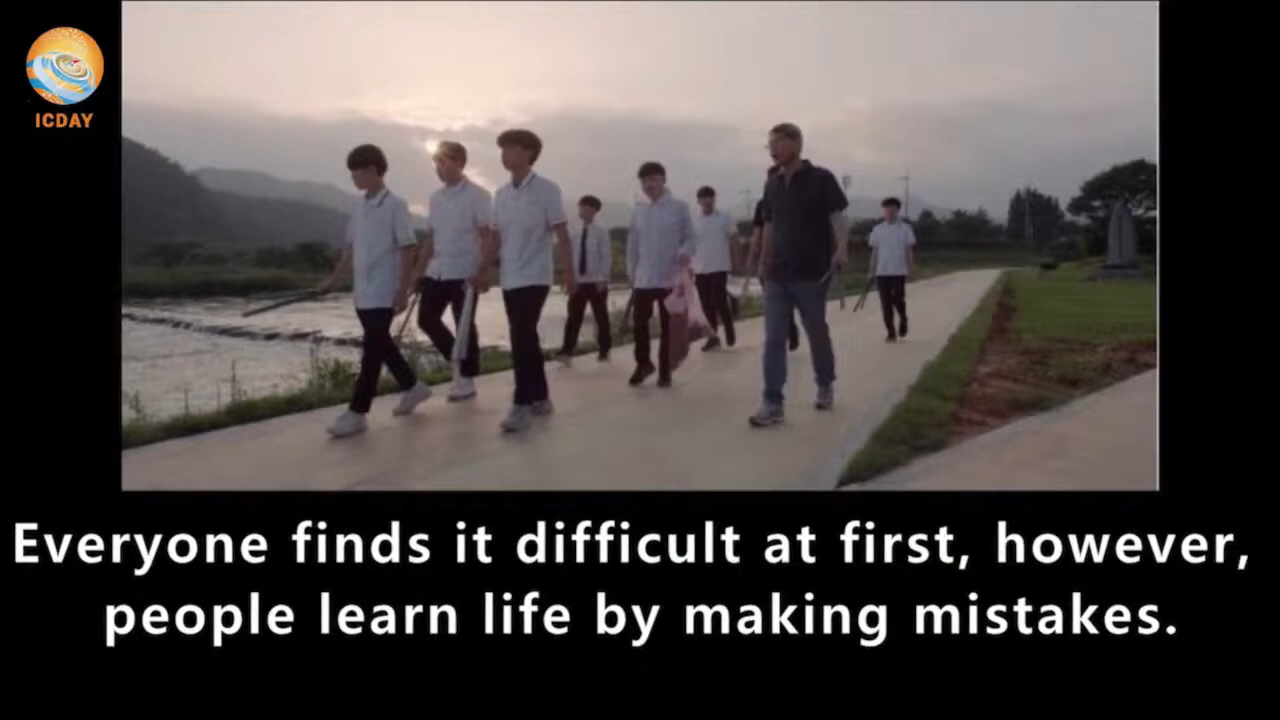 ICDAY
Everyone finds it difficult at first, however,
people learn life by making mistakes.